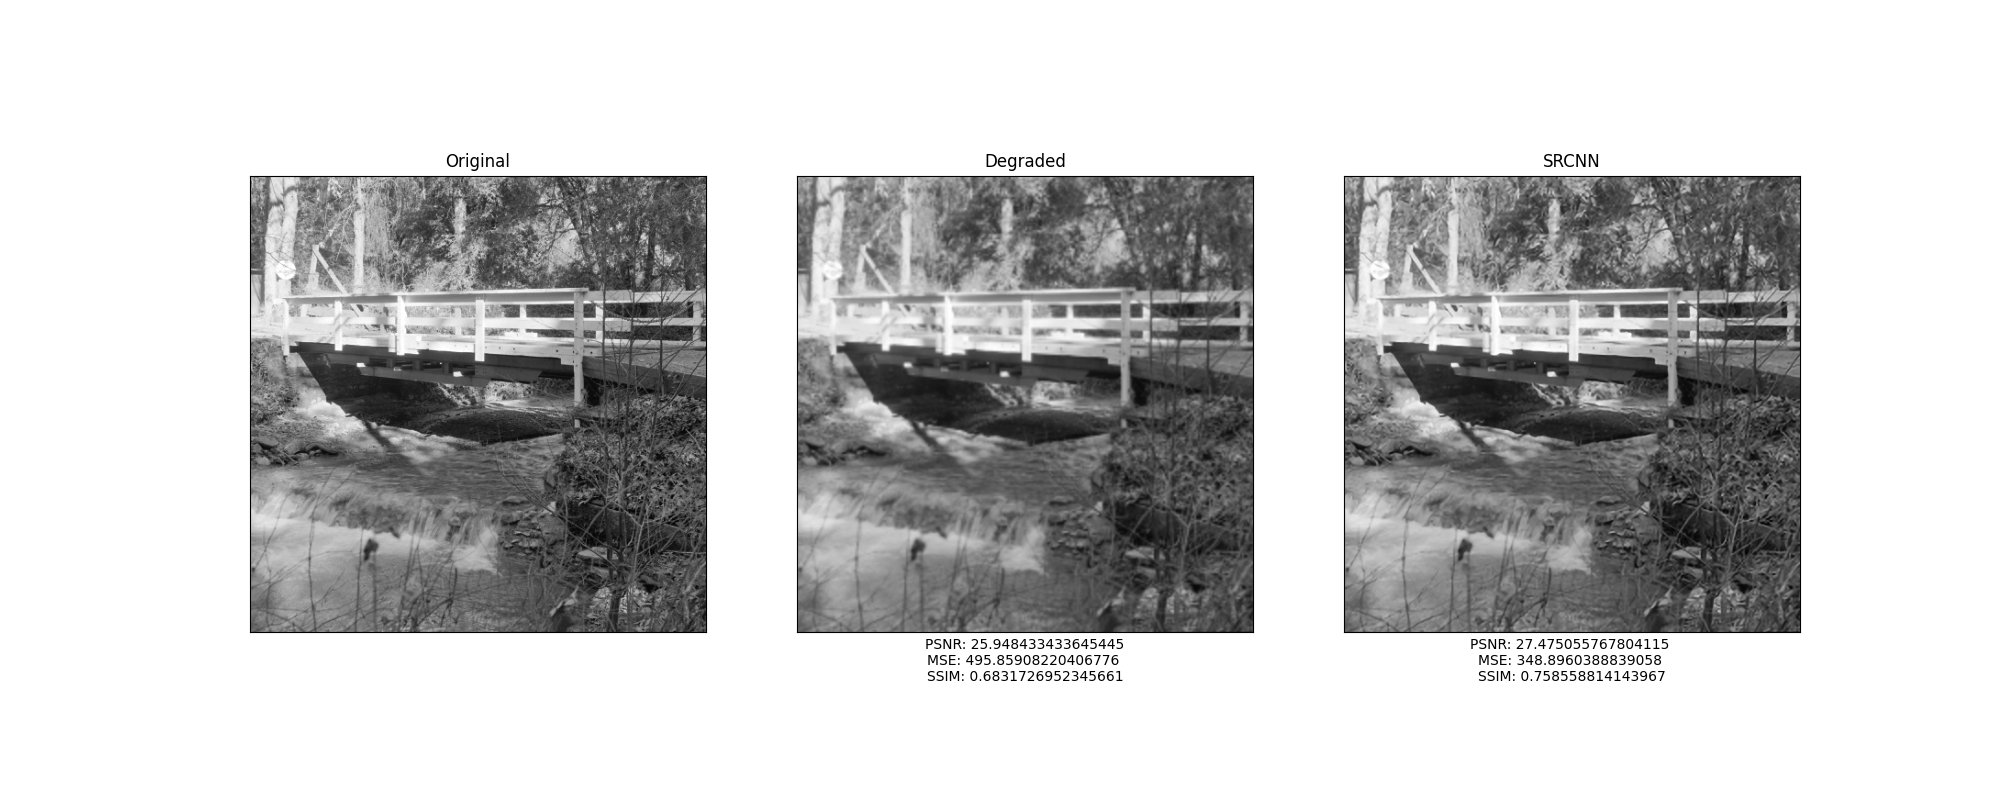 Original
Degraded
SRCNN
PSNR: 25.948433433645445
MSE: 495.85908220406776
SSIM: 0.6831726952345661
PSNR: 27.475055767804115
MSE: 348.8960388839058
SSIM: 0.758558814143967